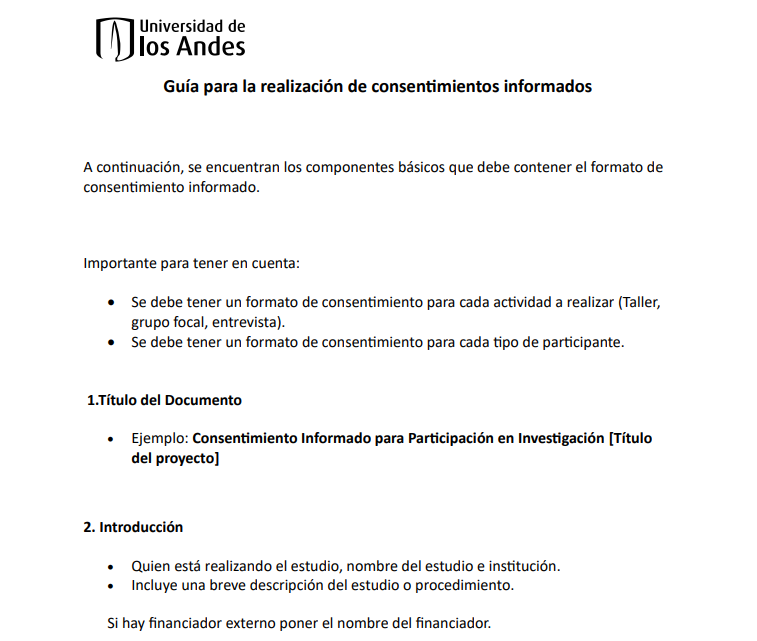 Universidad de
los Andes
Guía para la realización de consentimientos informados
A continuación, se encuentran los componentes básicos que debe contener el formato de
consentimiento informado.
Importante para tener en cuenta:
• Se debe tener un formato de consentimiento para cada actividad a realizar (Taller,
grupo focal, entrevista).
• Se debe tener un formato de consentimiento para cada tipo de participante.
1.Título del Documento
• Ejemplo: Consentimiento Informado para Participación en Investigación [Título
del proyecto]
2. Introducción
• Quien está realizando el estudio, nombre del estudio e institución.
• Incluye una breve descripción del estudio o procedimiento.
Si hay financiador externo poner el nombre del financiador.